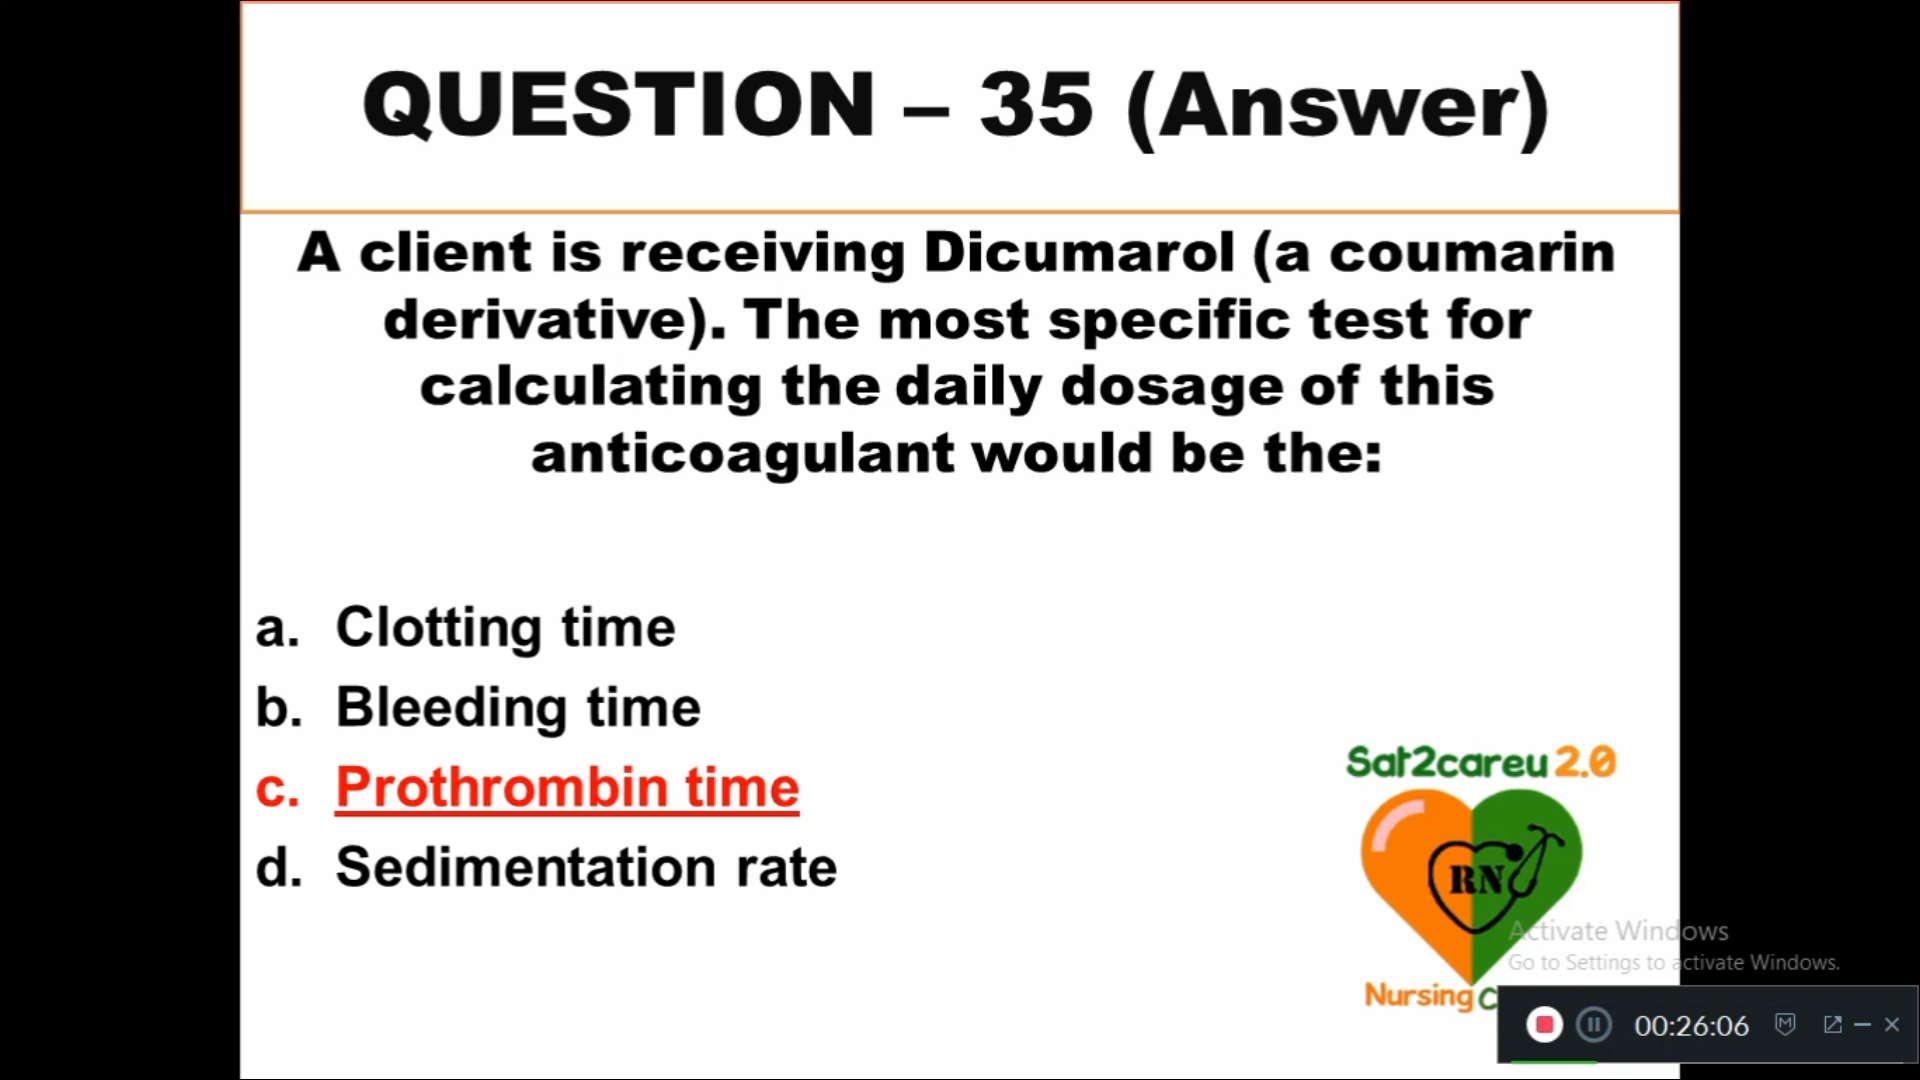 QUESTION – 35 (Answer)
A client is receiving Dicumarol (a coumarin
derivative). The most specific test for
calculating the daily dosage of this
anticoagulant would be the:
a. Clotting time
b. Bleeding time
c. Prothrombin time
d. Sedimentation rate
Sat2careu 2.0
RN
Activate Windows
Go to Settings to activate Windows.
Nursing
00:26:06